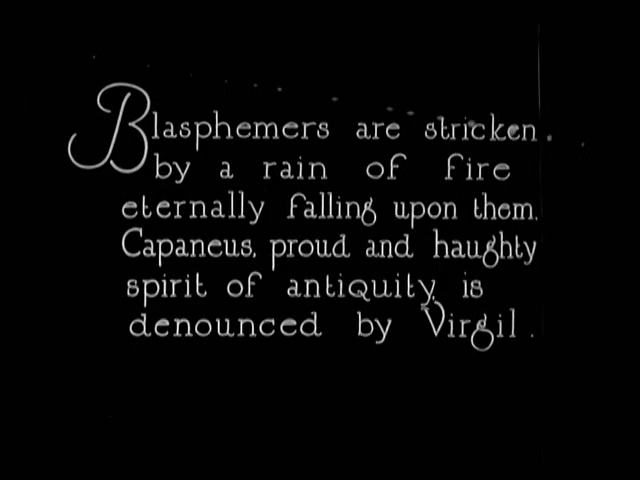 Blasphemers are stricken.
by a rain of fire
eternally falling upon them.
Capaneus, proud and haughty
spirit of antiquity, is
denounced by Virgil.